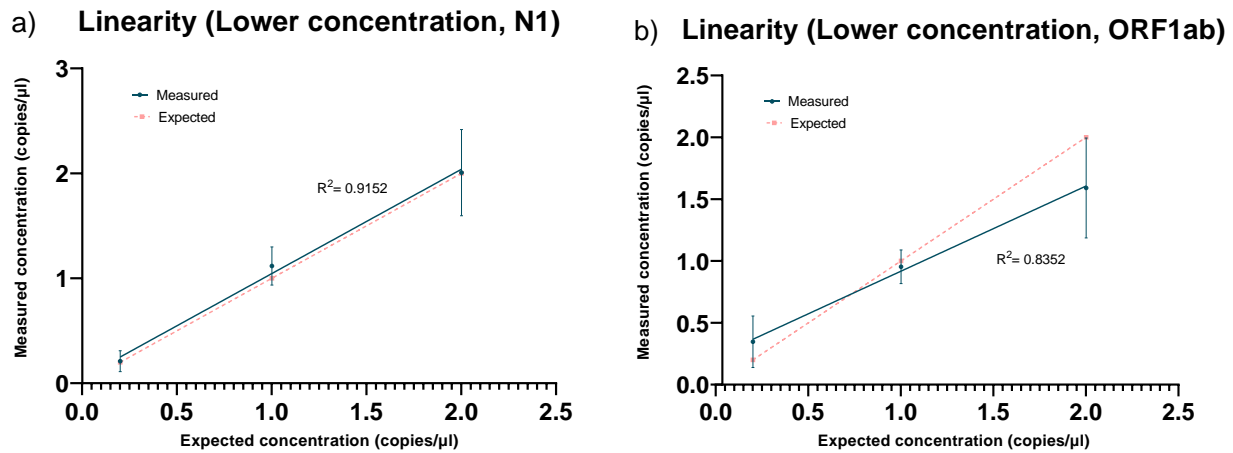 a) Linearity (Lower concentration, N1)
3
2
1
0
Measured concentration (copies/µl)
Measured
Expected
R2= 0.9152
0.0 0.5 1.0 1.5 2.0 2.5
Expected concentration (copies/µl)
b) Linearity (Lower concentration, ORF1ab)
2.5
2.0
1.5
1.0
0.5
0.0
Measured concentration (copies/µl)
Measured
Expected
R2= 0.8352
0.0 0.5 1.0 1.5 2.0 2.5
Expected concentration (copies/µl)